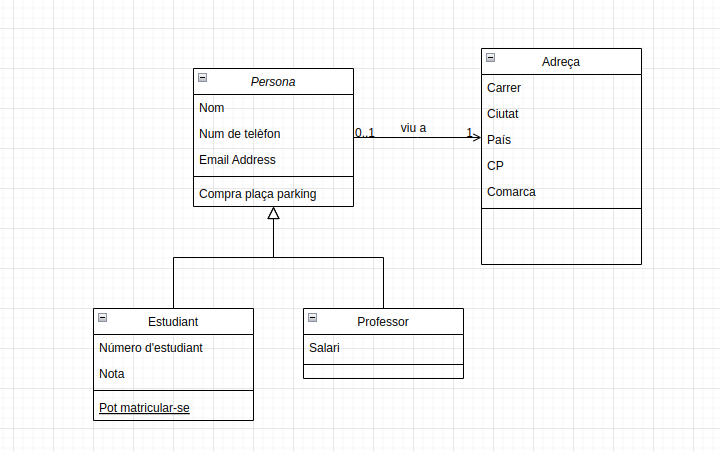 Persona
Nom
Num de telèfon
Email Address
Compra plaça parking
0..1
viu a
1
Adreça
Carrer
Ciutat
País
CP
Comarca
Estudiant
Número d'estudiant
Nota
Pot matricular-se
Professor
Salari